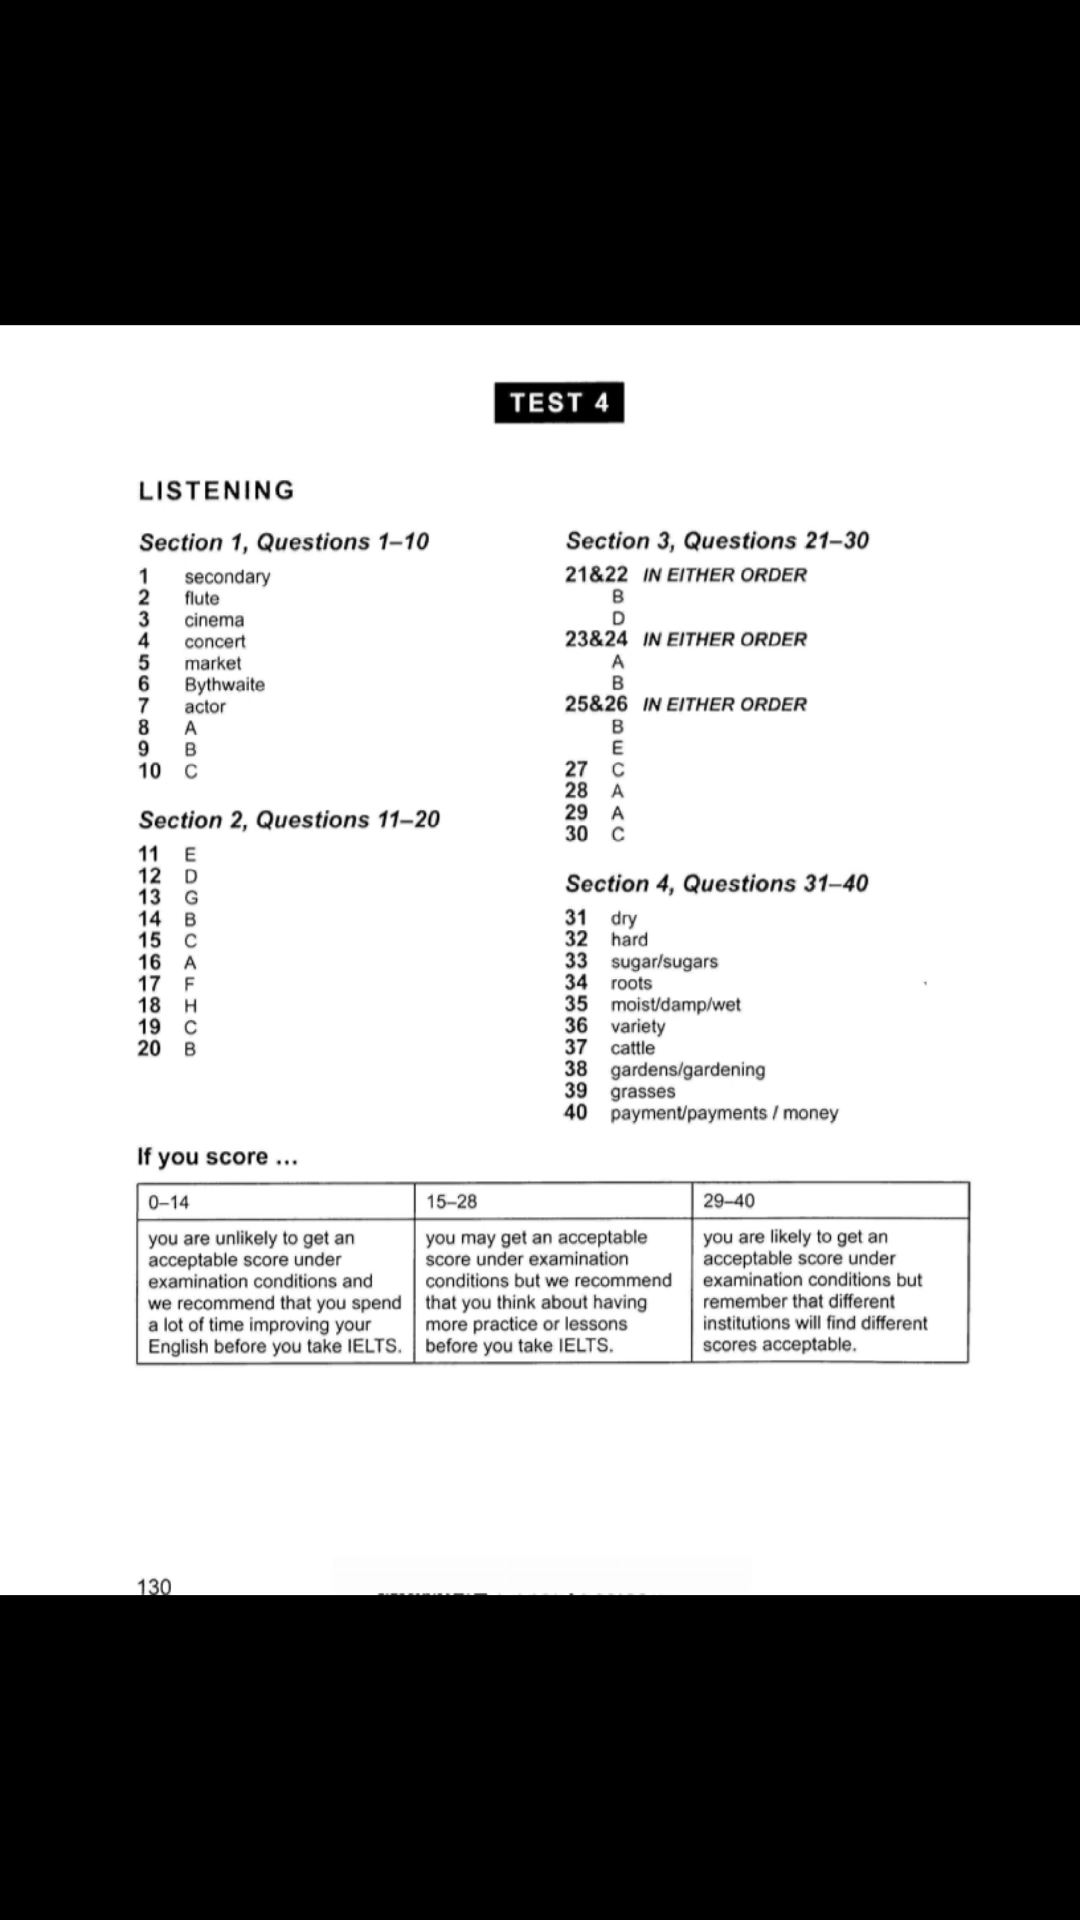 TEST 4
LISTENING
Section 1, Questions 1–10
1 secondary
2 flute
3 cinema
4 concert
5 market
6 Bythwaite
7 actor
8 A
9 B
10 C
Section 2, Questions 11–20
11 E
12 D
13 G
14 B
15 C
16 A
17 F
18 H
19 C
20 B
Section 3, Questions 21–30
21&22 IN EITHER ORDER
B
D
23&24 IN EITHER ORDER
A
B
25&26 IN EITHER ORDER
B
E
27 C
28 A
29 A
30 C
Section 4, Questions 31–40
31 dry
32 hard
33 sugar/sugars
34 roots
35 moist/damp/wet
36 variety
37 cattle
38 gardens/gardening
39 grasses
40 payment/payments / money
If you score ...
0–14
you are unlikely to get an
acceptable score under
examination conditions and
we recommend that you spend
a lot of time improving your
English before you take IELTS.
15–28
you may get an acceptable
score under examination
conditions but we recommend
that you think about having
more practice or lessons
before you take IELTS.
29–40
you are likely to get an
acceptable score under
examination conditions but
remember that different
institutions will find different
scores acceptable.
130